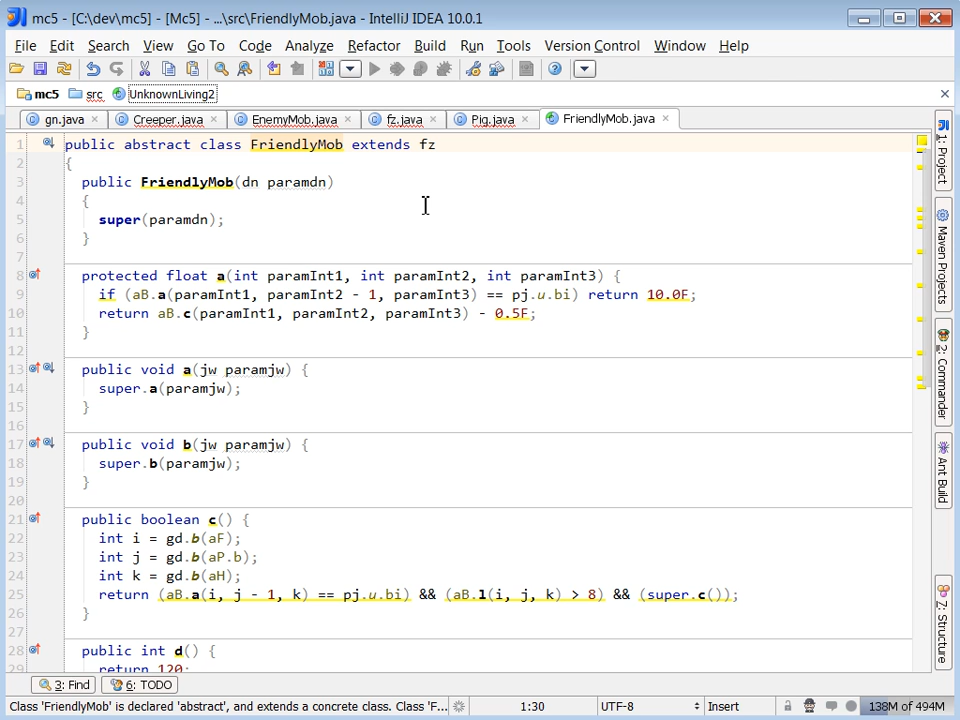 mc5 - [C:\dev\mc5] - [Mc5] - ...\src\FriendlyMob.java - IntelliJ IDEA 10.0.1
File Edit Search View Go To Code Analyze Refactor Build Run Tools Version Control Window Help
mc5 src UnknownLiving2
gn.java Creeper.java EnemyMob.java fz.java Pig.java FriendlyMob.java
1 public abstract class FriendlyMob extends fz
2 {
3 public FriendlyMob(dn paramdn)
4 {
5 super(paramdn);
6 }
7
8 protected float a(int paramInt1, int paramInt2, int paramInt3) {
9 if (aB.a(paramInt1, paramInt2 - 1, paramInt3) == pj.u.bi) return 10.0F;
10 return aB.c(paramInt1, paramInt2, paramInt3) - 0.5F;
11 }
12
13 public void a(jw paramjw) {
14 super.a(paramjw);
15 }
16
17 public void b(jw paramjw) {
18 super.b(paramjw);
19 }
20
21 public boolean c() {
22 int i = gd.b(aF);
23 int j = gd.b(aP.b);
24 int k = gd.b(aH);
25 return (aB.a(i, j - 1, k) == pj.u.bi) && (aB.l(i, j, k) > 8) && (super.c());
26 }
27
28 public int d() {
29 return 120;
1: Project
Maven Projects
2: Commander
Ant Build
7: Structure
3: Find 6: TODO
Class 'FriendlyMob' is declared 'abstract', and extends a concrete class. Class 'F... 1:30 UTF-8 Insert 138M of 494M